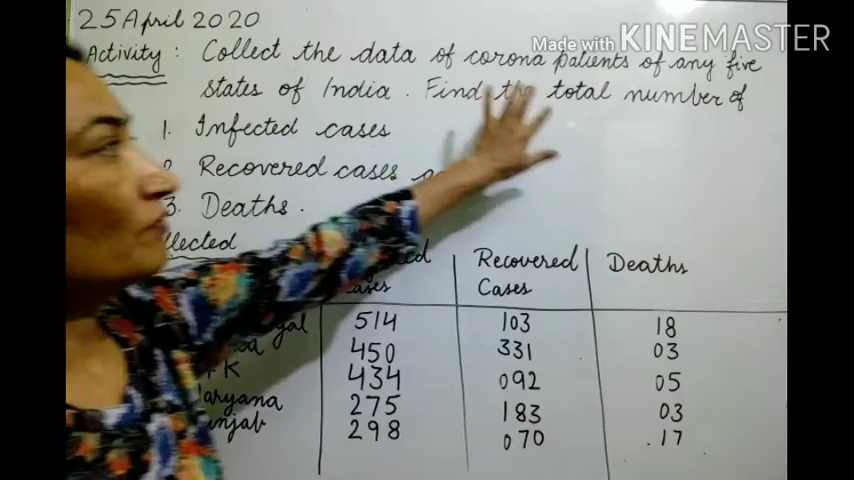 25 April 2020
Made with KINEMASTER
Activity : Collect the data of corona patients of any five
states of India. Find the total number of
1. Infected cases
2. Recovered cases
3. Deaths.
Recovered Deaths
Cases
514 103 18
450 331 03
434 092 05
275 183 03
298 070 17